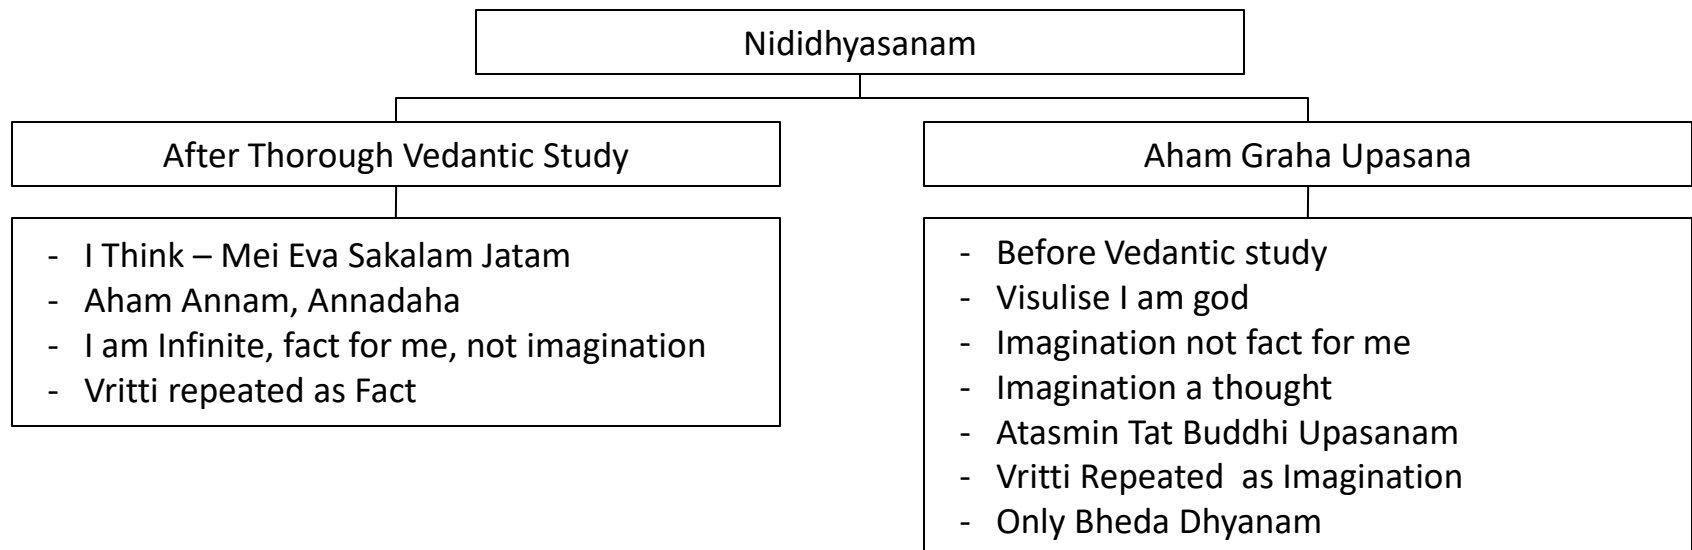 Nididhyasanam
After Thorough Vedantic Study
- I Think – Mei Eva Sakalam Jatam
- Aham Annam, Annadaha
- I am Infinite, fact for me, not imagination
- Vritti repeated as Fact
Aham Graha Upasana
- Before Vedantic study
- Visulise I am god
- Imagination not fact for me
- Imagination a thought
- Atasmin Tat Buddhi Upasanam
- Vritti Repeated as Imagination
- Only Bheda Dhyanam